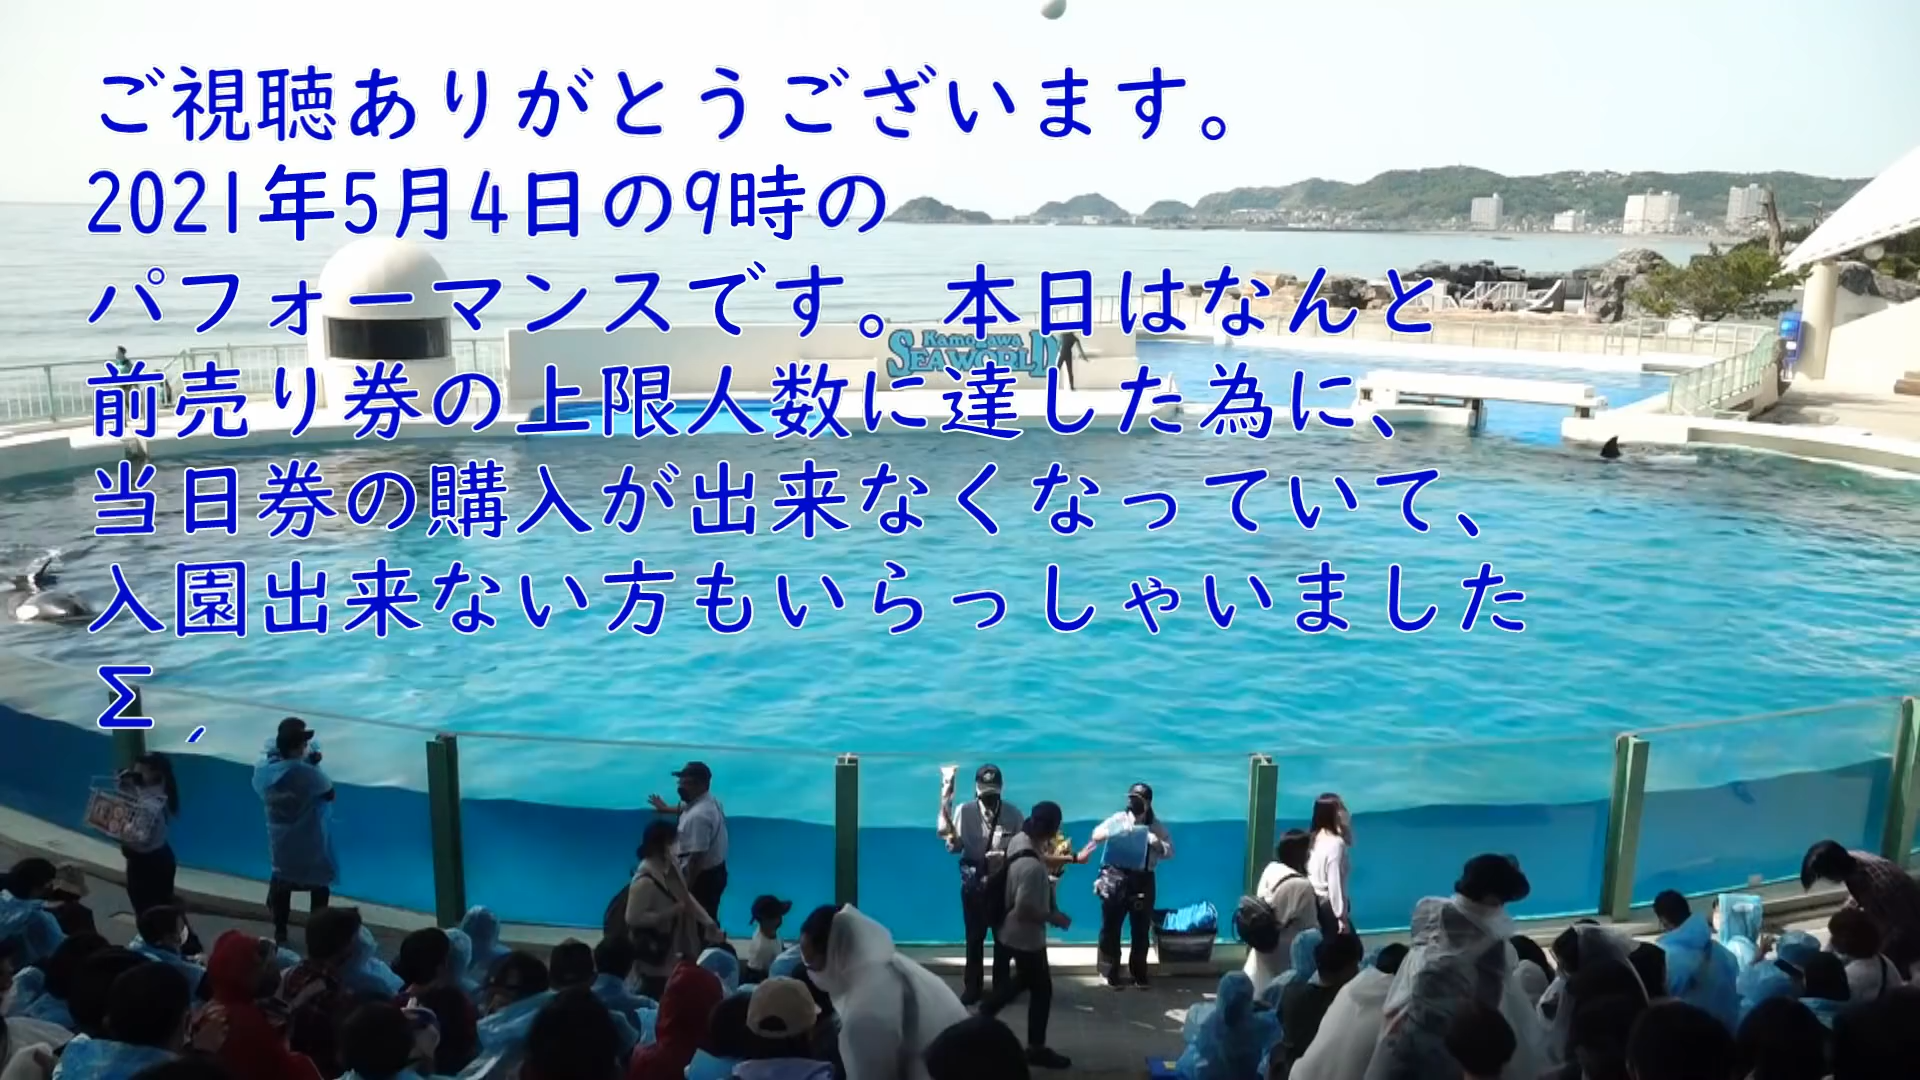 ご視聴ありがとうございます。
2021年5月4日の9時の
パフォーマンスです。本日はなんと
前売り券の上限人数に達した為に、
当日券の購入が出来なくなっていて、
入園出来ない方もいらっしゃいました
Σ
Kamogawa
SEA WORLD